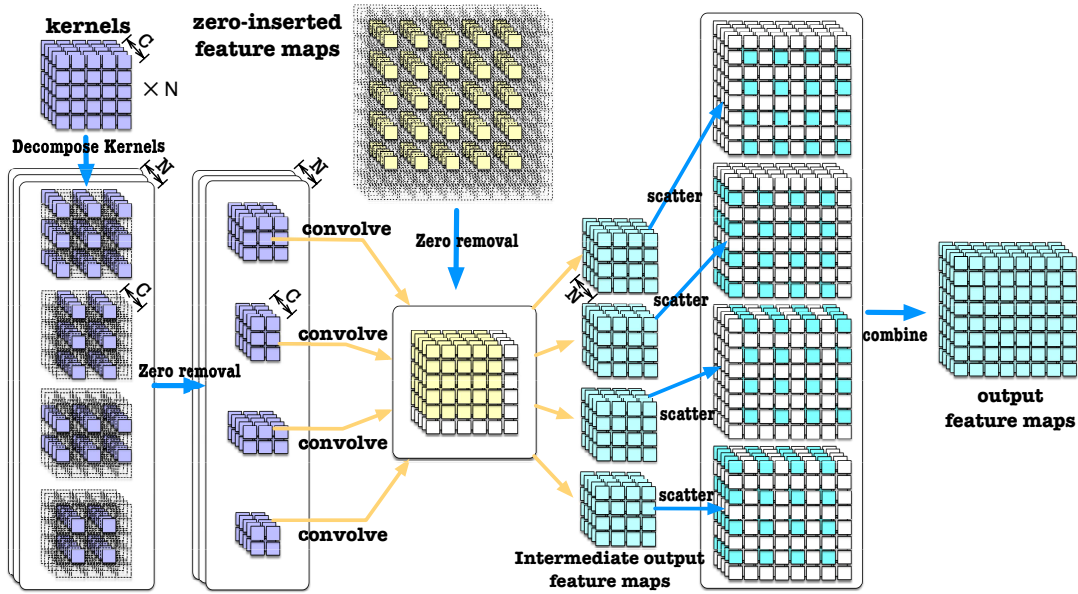 kernels
C
× N
zero-inserted
feature maps
Decompose Kernels
N
N
C
Zero removal
C
convolve
convolve
convolve
convolve
Zero removal
N
scatter
scatter
scatter
scatter
Intermediate output
feature maps
combine
output
feature maps